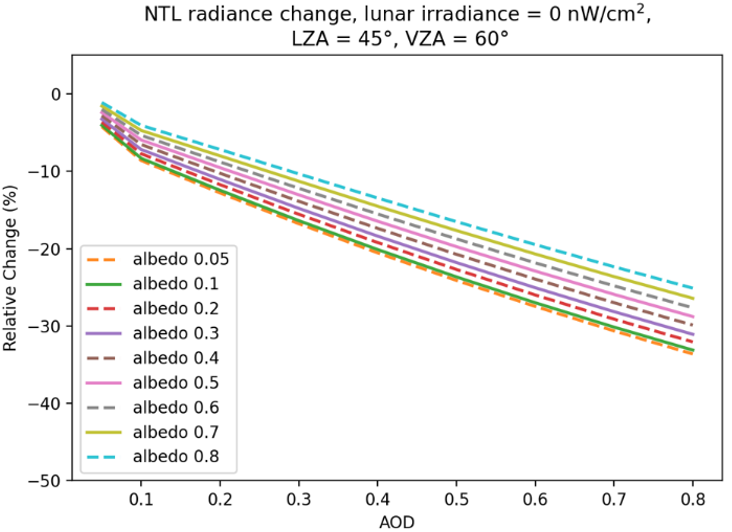 NTL radiance change, lunar irradiance = 0 nW/cm²,
LZA = 45°, VZA = 60°
Relative Change (%)
0
−10
−20
−30
−40
−50
albedo 0.05
albedo 0.1
albedo 0.2
albedo 0.3
albedo 0.4
albedo 0.5
albedo 0.6
albedo 0.7
albedo 0.8
0.1 0.2 0.3 0.4 0.5 0.6 0.7 0.8
AOD